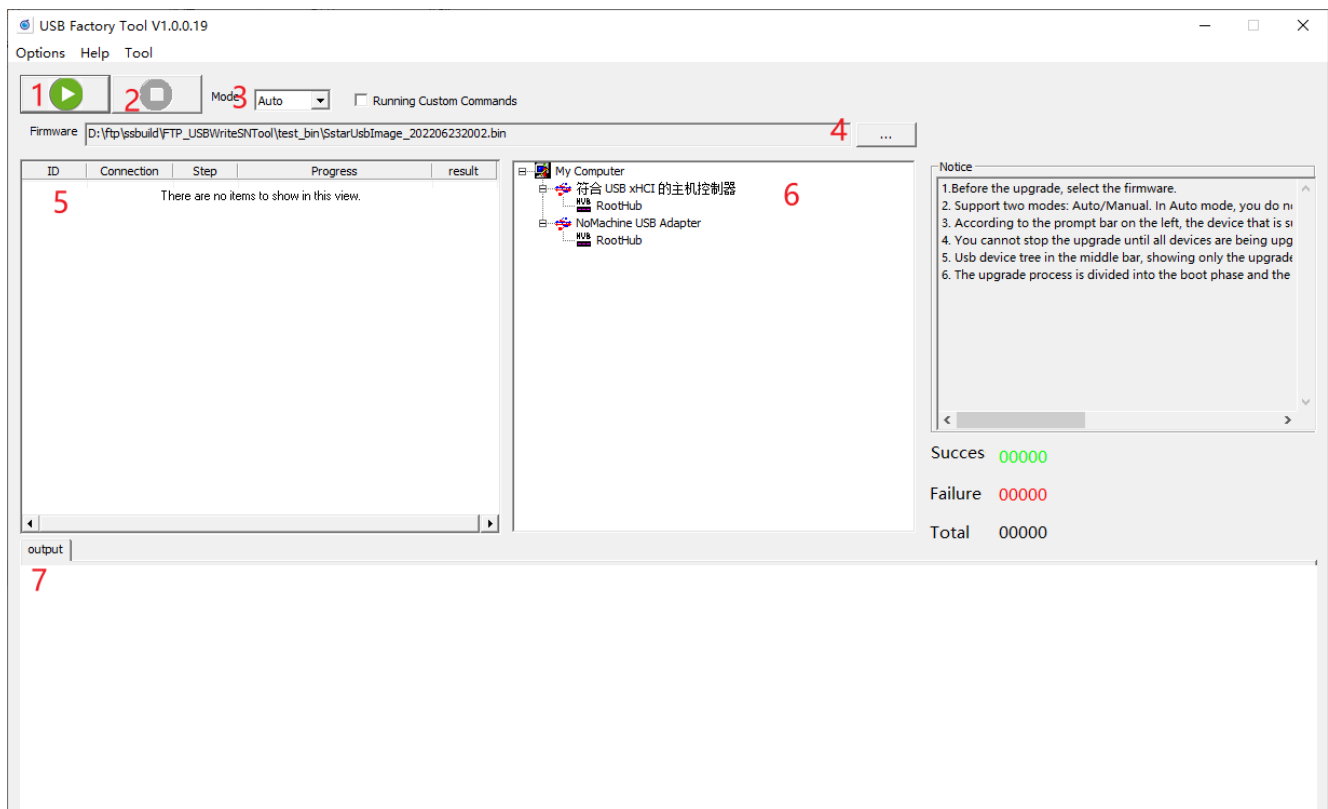 USB Factory Tool V1.0.0.19
Options Help Tool
1 2 Mode 3 Auto Running Custom Commands
Firmware D:\ftp\ssbuild\FTP_USBWriteSNTool\test_bin\SstarUsbImage_202206232002.bin 4 ...
ID Connection Step Progress result
5 There are no items to show in this view.
My Computer
符合 USB xHCI 的主机控制器 6
HUB RootHub
NoMachine USB Adapter
HUB RootHub
Notice
1.Before the upgrade, select the firmware.
2. Support two modes: Auto/Manual. In Auto mode, you do
3. According to the prompt bar on the left, the device that is
4. You cannot stop the upgrade until all devices are being upg
5. Usb device tree in the middle bar, showing only the upgrade
6. The upgrade process is divided into the boot phase and the
Succes 00000
Failure 00000
Total 00000
output
7